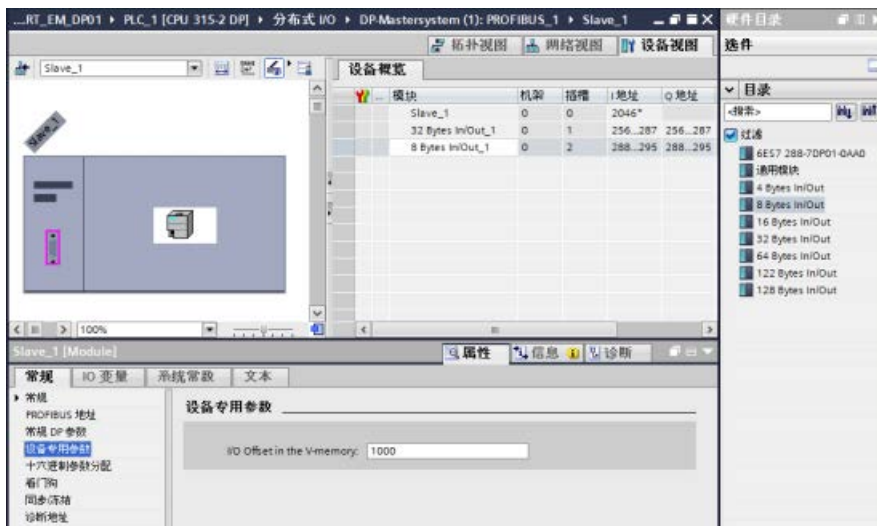 ...RT_EM_DP01 ▸ PLC_1 [CPU 315-2 DP] ▸ 分布式 I/O ▸ DP-Mastersystem (1): PROFIBUS_1 ▸ Slave_1
硬件目录
拓扑视图 网络视图 设备视图
选件
Slave_1
设备概览
目录
模块 机架 插槽 I 地址 Q 地址
<搜索>
Slave_1 0 0 2046*
过滤
32 Bytes In/Out_1 0 1 256...287 256...287
8 Bytes In/Out_1 0 2 288...295 288...295
Slave_1
6ES7 288-7DP01-0AA0
通用模块
4 Bytes In/Out
8 Bytes In/Out
16 Bytes In/Out
32 Bytes In/Out
64 Bytes In/Out
122 Bytes In/Out
128 Bytes In/Out
100%
Slave_1 [Module]
属性 信息 诊断
常规 IO 变量 系统常数 文本
常规
PROFIBUS 地址
常规 DP 参数
设备专用参数
十六进制参数分配
看门狗
同步/冻结
诊断地址
设备专用参数
I/O Offset in the V-memory: 1000